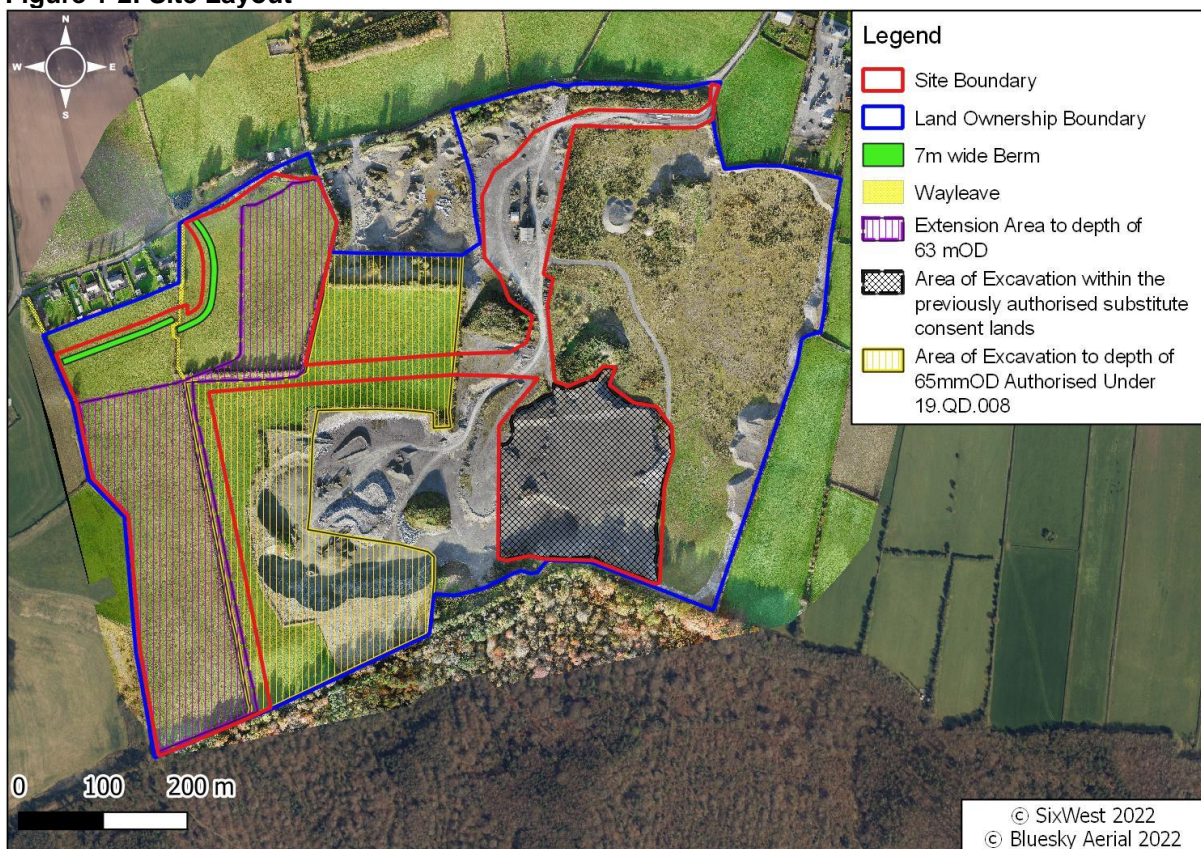 Figure 1-2: Site Layout
N
W
E
S
Legend
Site Boundary
Land Ownership Boundary
7m wide Berm
Wayleave
Extension Area to depth of
63 mOD
Area of Excavation within the
previously authorised substitute
consent lands
Area of Excavation to depth of
65mmOD Authorised Under
19.QD.008
0 100 200 m
© SixWest 2022
© Bluesky Aerial 2022